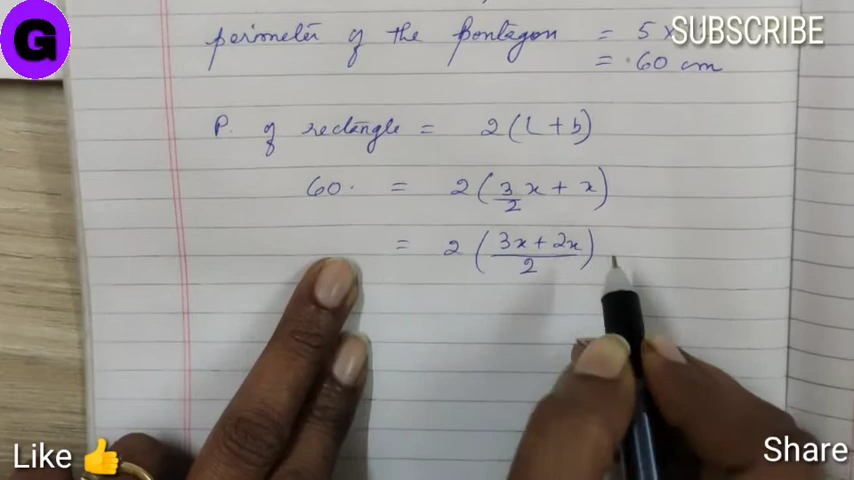 G
SUBSCRIBE
perimeter of the pentagon = 5 x
= 60 cm
P. of rectangle = 2 (l + b)
60. = 2 (3/2 x + x)
= 2 ((3x + 2x)/2)
Like 👍
Share